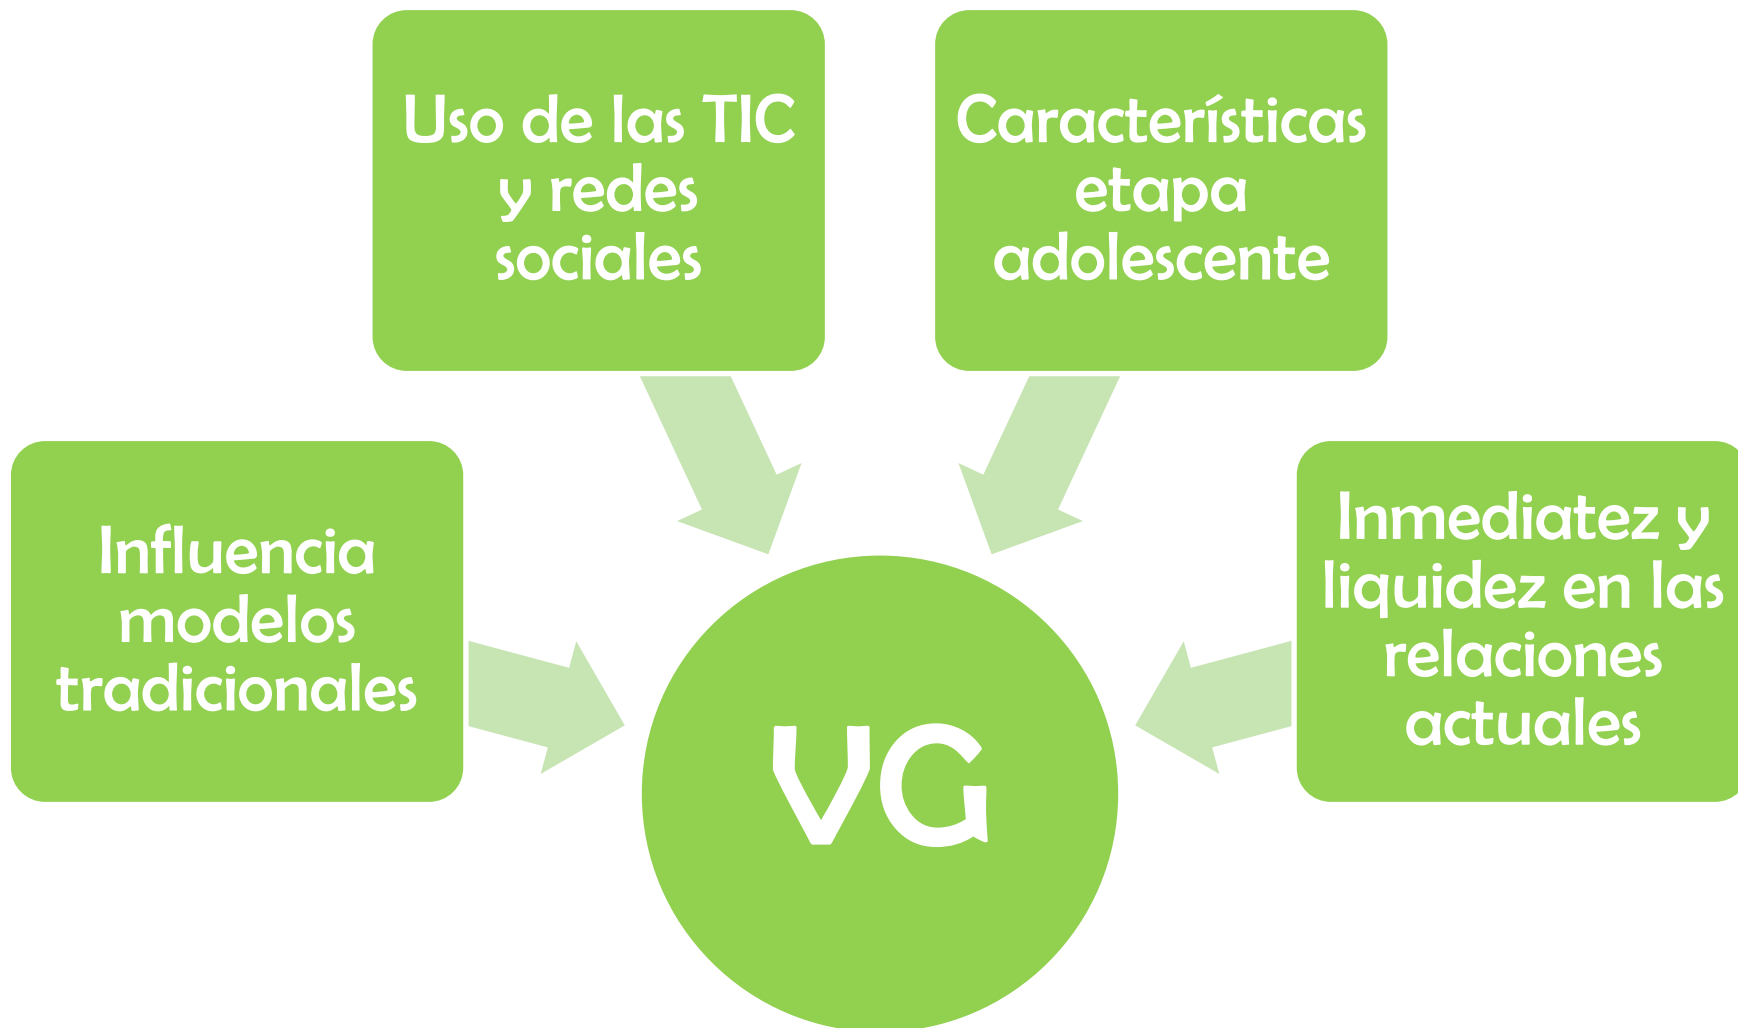 Uso de las TIC
y redes
sociales
Características
etapa
adolescente
Influencia
modelos
tradicionales
Inmediatez y
liquidez en las
relaciones
actuales
VG